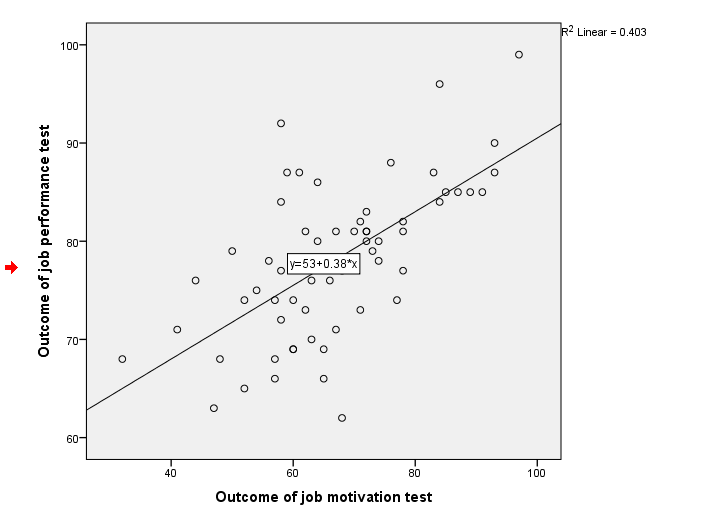 R2 Linear = 0.403
100
90
80
70
60
Outcome of job performance test
y=53+0.38*x
40
60
80
100
Outcome of job motivation test